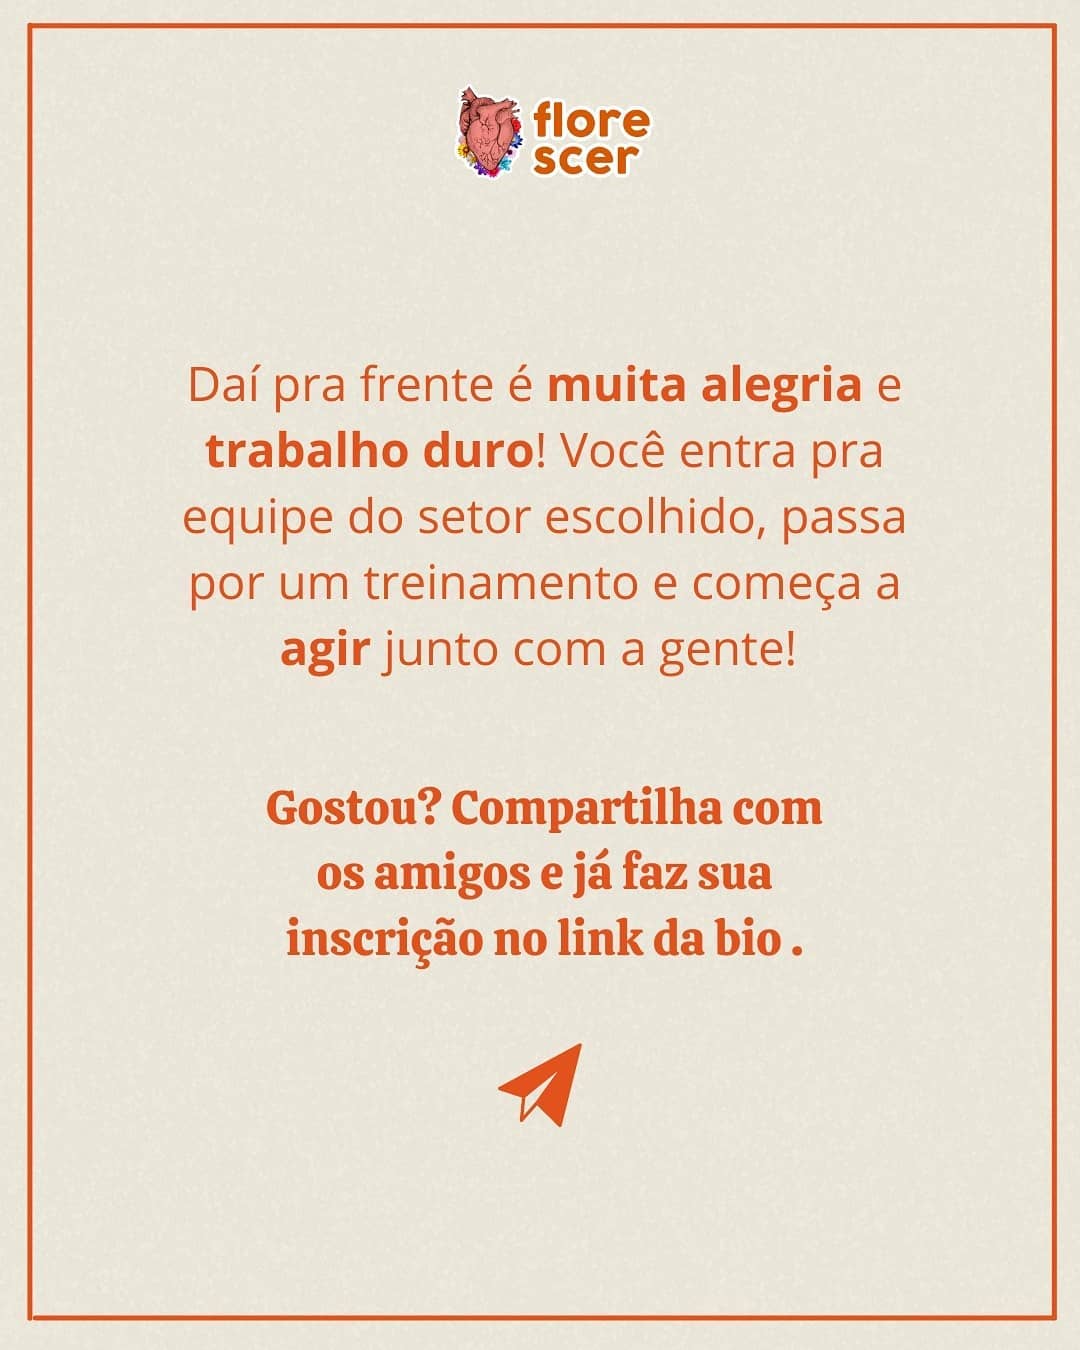 flore
scer
Daí pra frente é muita alegria e
trabalho duro! Você entra pra
equipe do setor escolhido, passa
por um treinamento e começa a
agir junto com a gente!
Gostou? Compartilha com
os amigos e já faz sua
inscrição no link da bio .